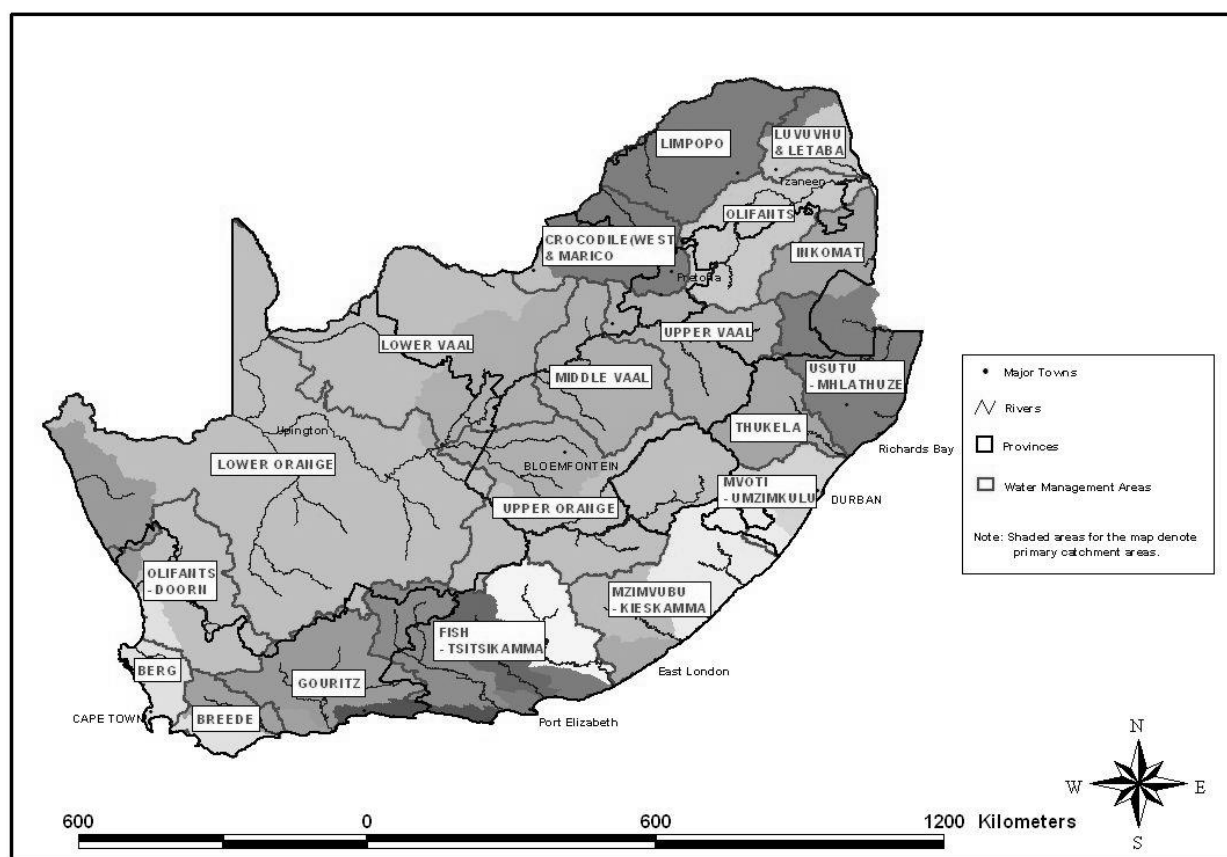 LIMPOPO
LUVUVHU
& LETABA
Tzaneen
OLIFANTS
CROCODILE(WEST
& MARICO
INKOMATI
Pretoria
LOWER VAAL
UPPER VAAL
MIDDLE VAAL
USUTU
- MHLATHUZE
Upington
THUKELA
Richards Bay
LOWER ORANGE
BLOEMFONTEIN
MVOTI
- UMZIMKULU
DURBAN
UPPER ORANGE
OLIFANTS
- DOORN
MZIMVUBU
- KIESKAMMA
FISH
- TSITSIKAMMA
BERG
East London
GOURITZ
CAPE TOWN
BREEDE
Port Elizabeth
Major Towns
Rivers
Provinces
Water Management Areas
Note: Shaded areas for the map denote
primary catchment areas.
N
W E
S
600 0 600 1200 Kilometers